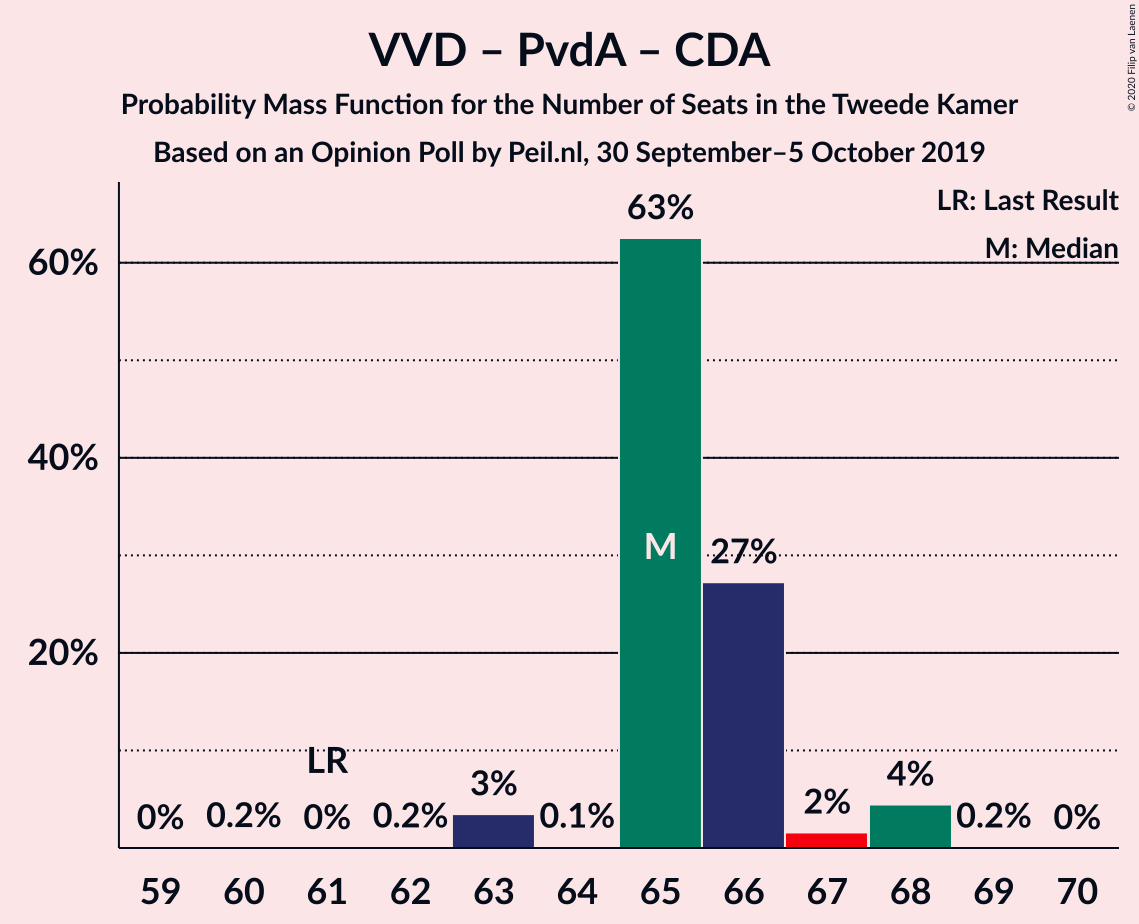 VVD – PvdA – CDA
Probability Mass Function for the Number of Seats in the Tweede Kamer
Based on an Opinion Poll by Peil.nl, 30 September–5 October 2019
© 2020 Filip van Laenen
LR: Last Result
M: Median
60%
40%
20%
63%
M
27%
LR
0%
0.2%
0%
0.2%
3%
0.1%
2%
4%
0.2%
0%
59 60 61 62 63 64 65 66 67 68 69 70